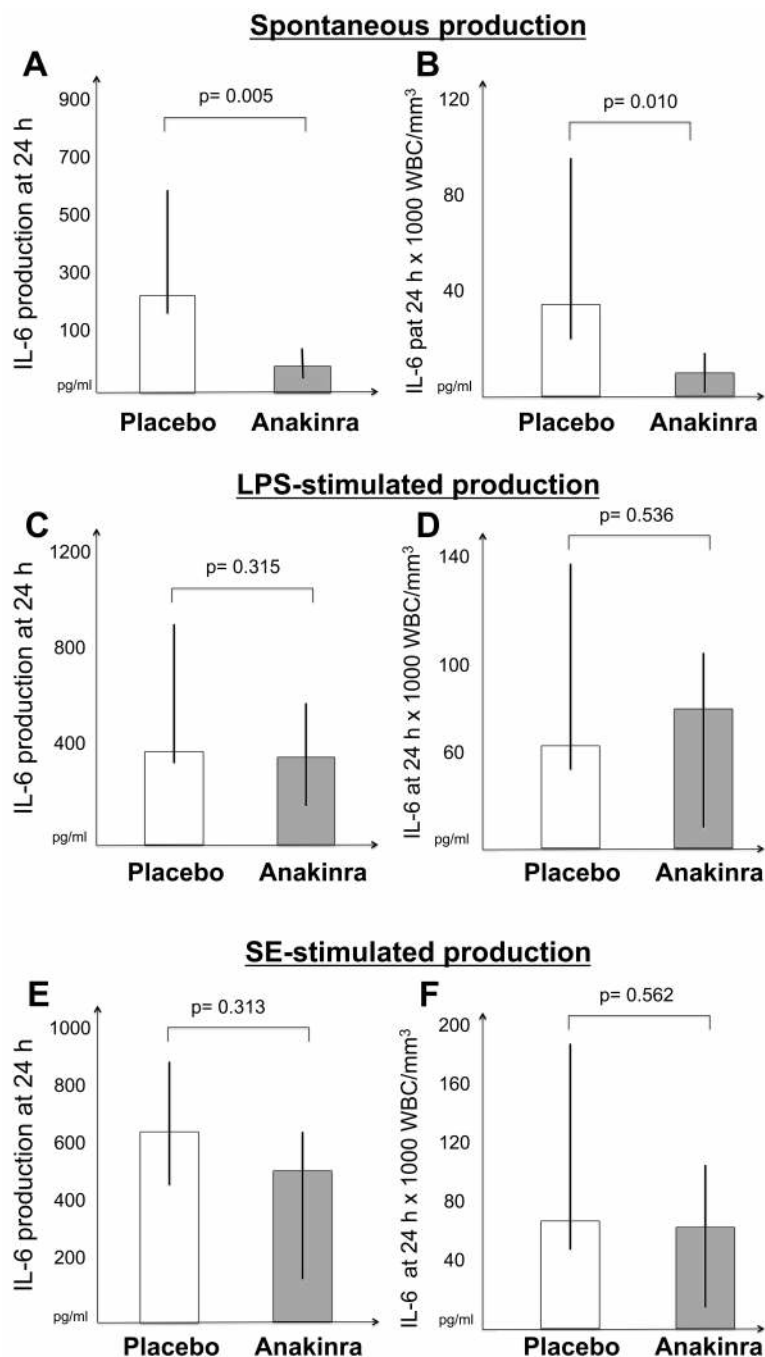 Spontaneous production
A
IL-6 production at 24 h
900
700
500
300
100
pg/ml
p= 0.005
Placebo Anakinra
B
IL-6 pat 24 h x 1000 WBC/mm³
120
80
40
pg/ml
p= 0.010
Placebo Anakinra
LPS-stimulated production
C
IL-6 production at 24 h
1200
800
400
pg/ml
p= 0.315
Placebo Anakinra
D
IL-6 at 24 h x 1000 WBC/mm³
140
100
60
pg/ml
p= 0.536
Placebo Anakinra
SE-stimulated production
E
IL-6 production at 24 h
1000
800
600
400
200
pg/ml
p= 0.313
Placebo Anakinra
F
IL-6 at 24 h x 1000 WBC/mm³
200
160
120
80
40
pg/ml
p= 0.562
Placebo Anakinra